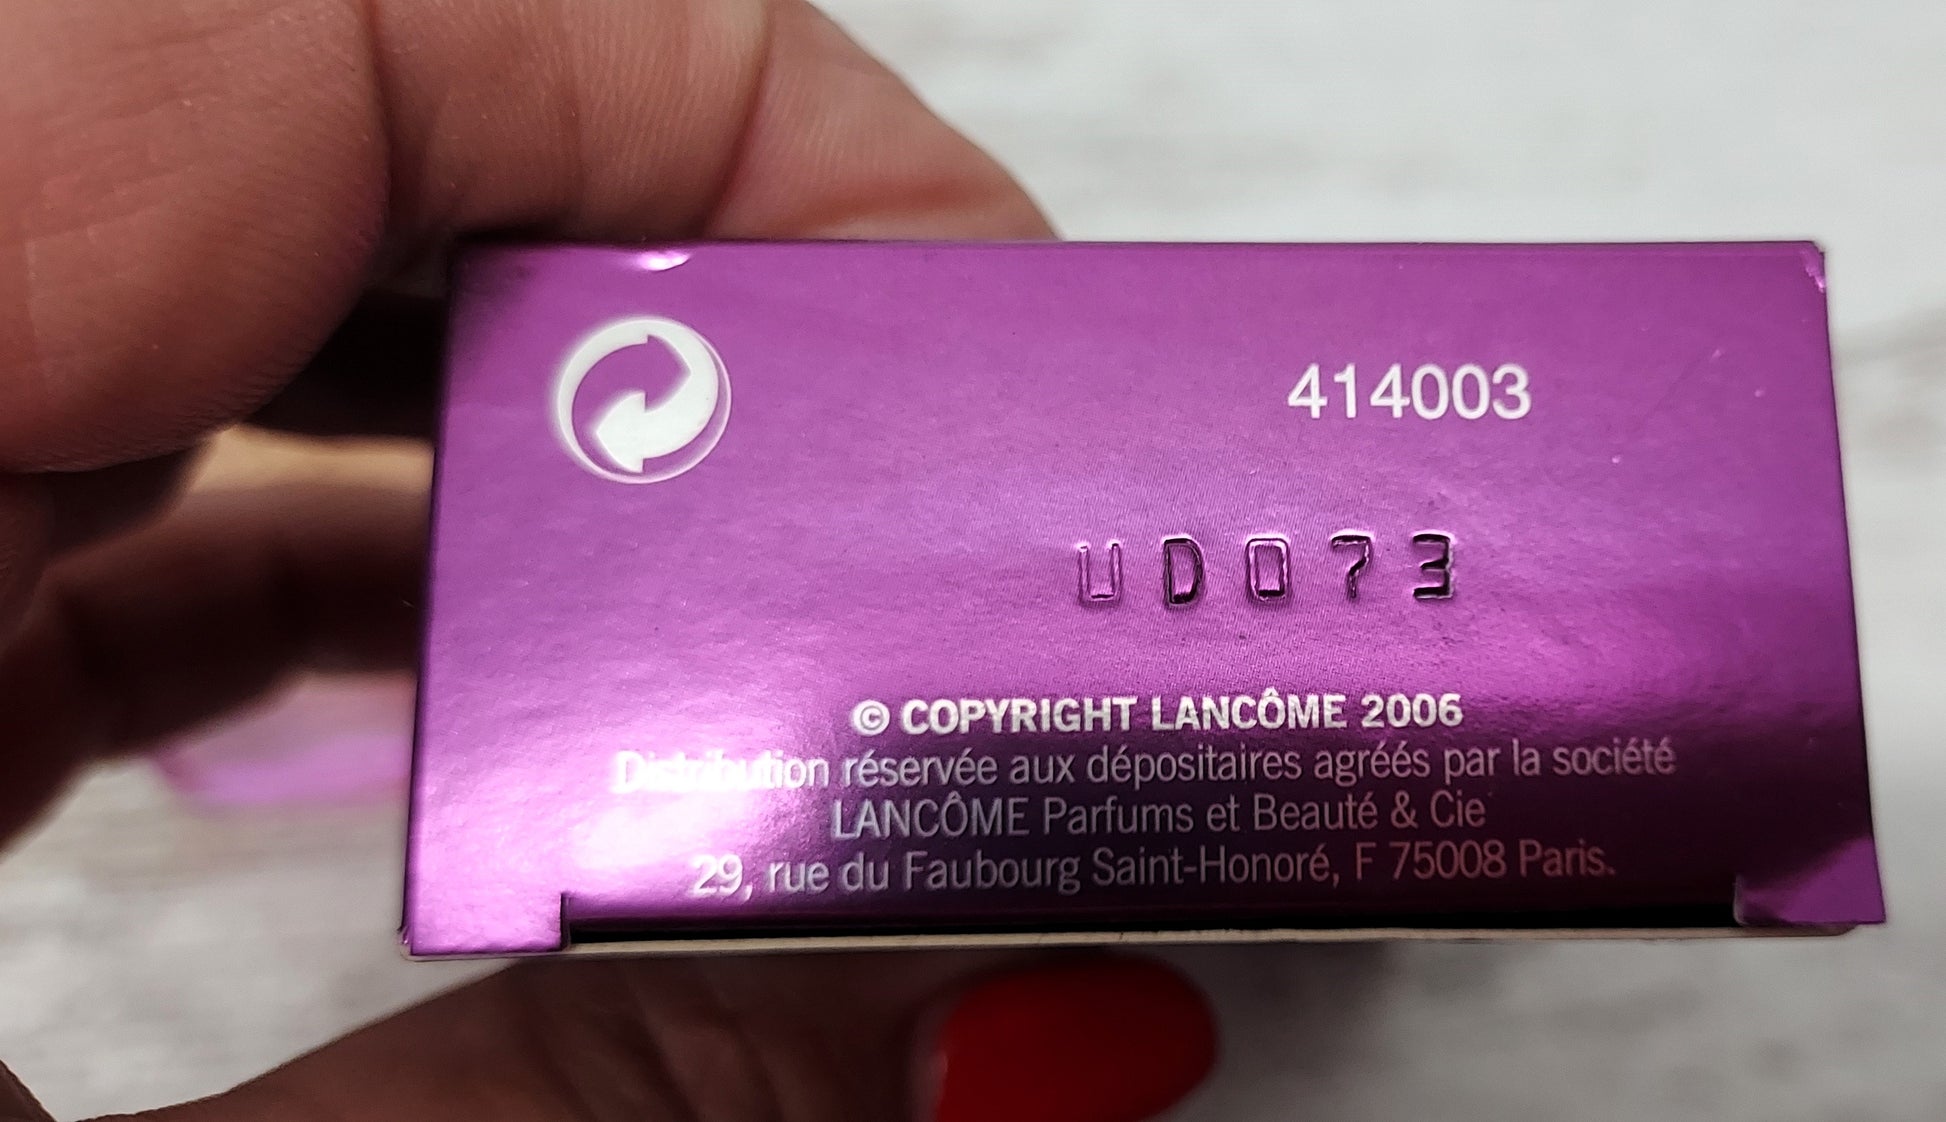 414003
UD073
© COPYRIGHT LANCÔME 2006
Distribution réservée aux dépositaires agréés par la société
LANCÔME Parfums et Beauté & Cie
29, rue du Faubourg Saint-Honoré, F 75008 Paris.